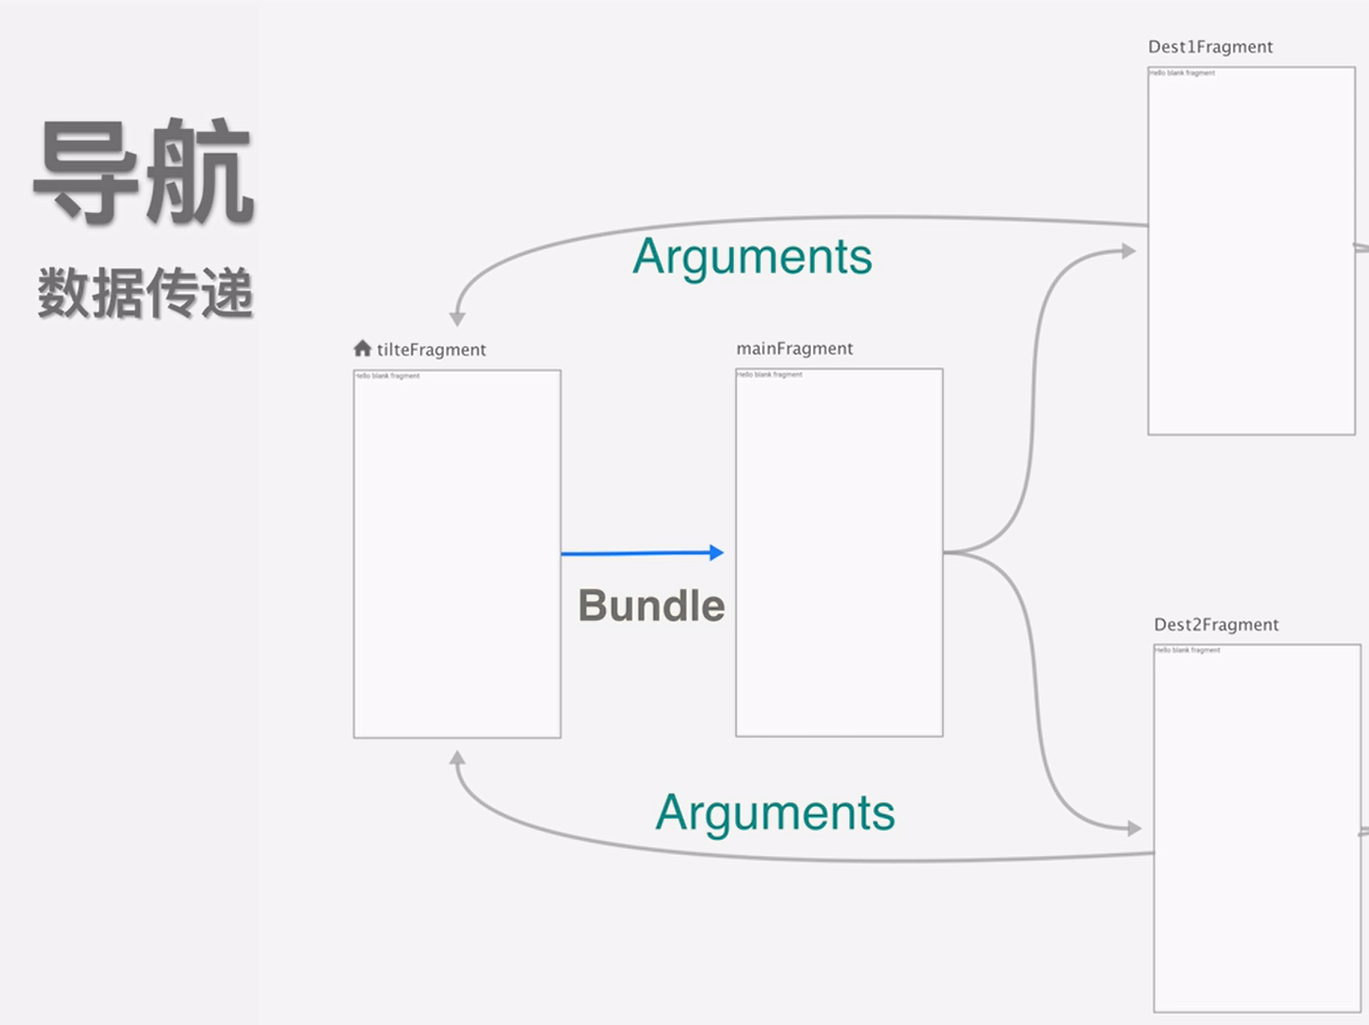 导航
数据传递
Dest1Fragment
Hello blank fragment
Arguments
tilteFragment
Hello blank fragment
mainFragment
Hello blank fragment
Bundle
Dest2Fragment
Hello blank fragment
Arguments